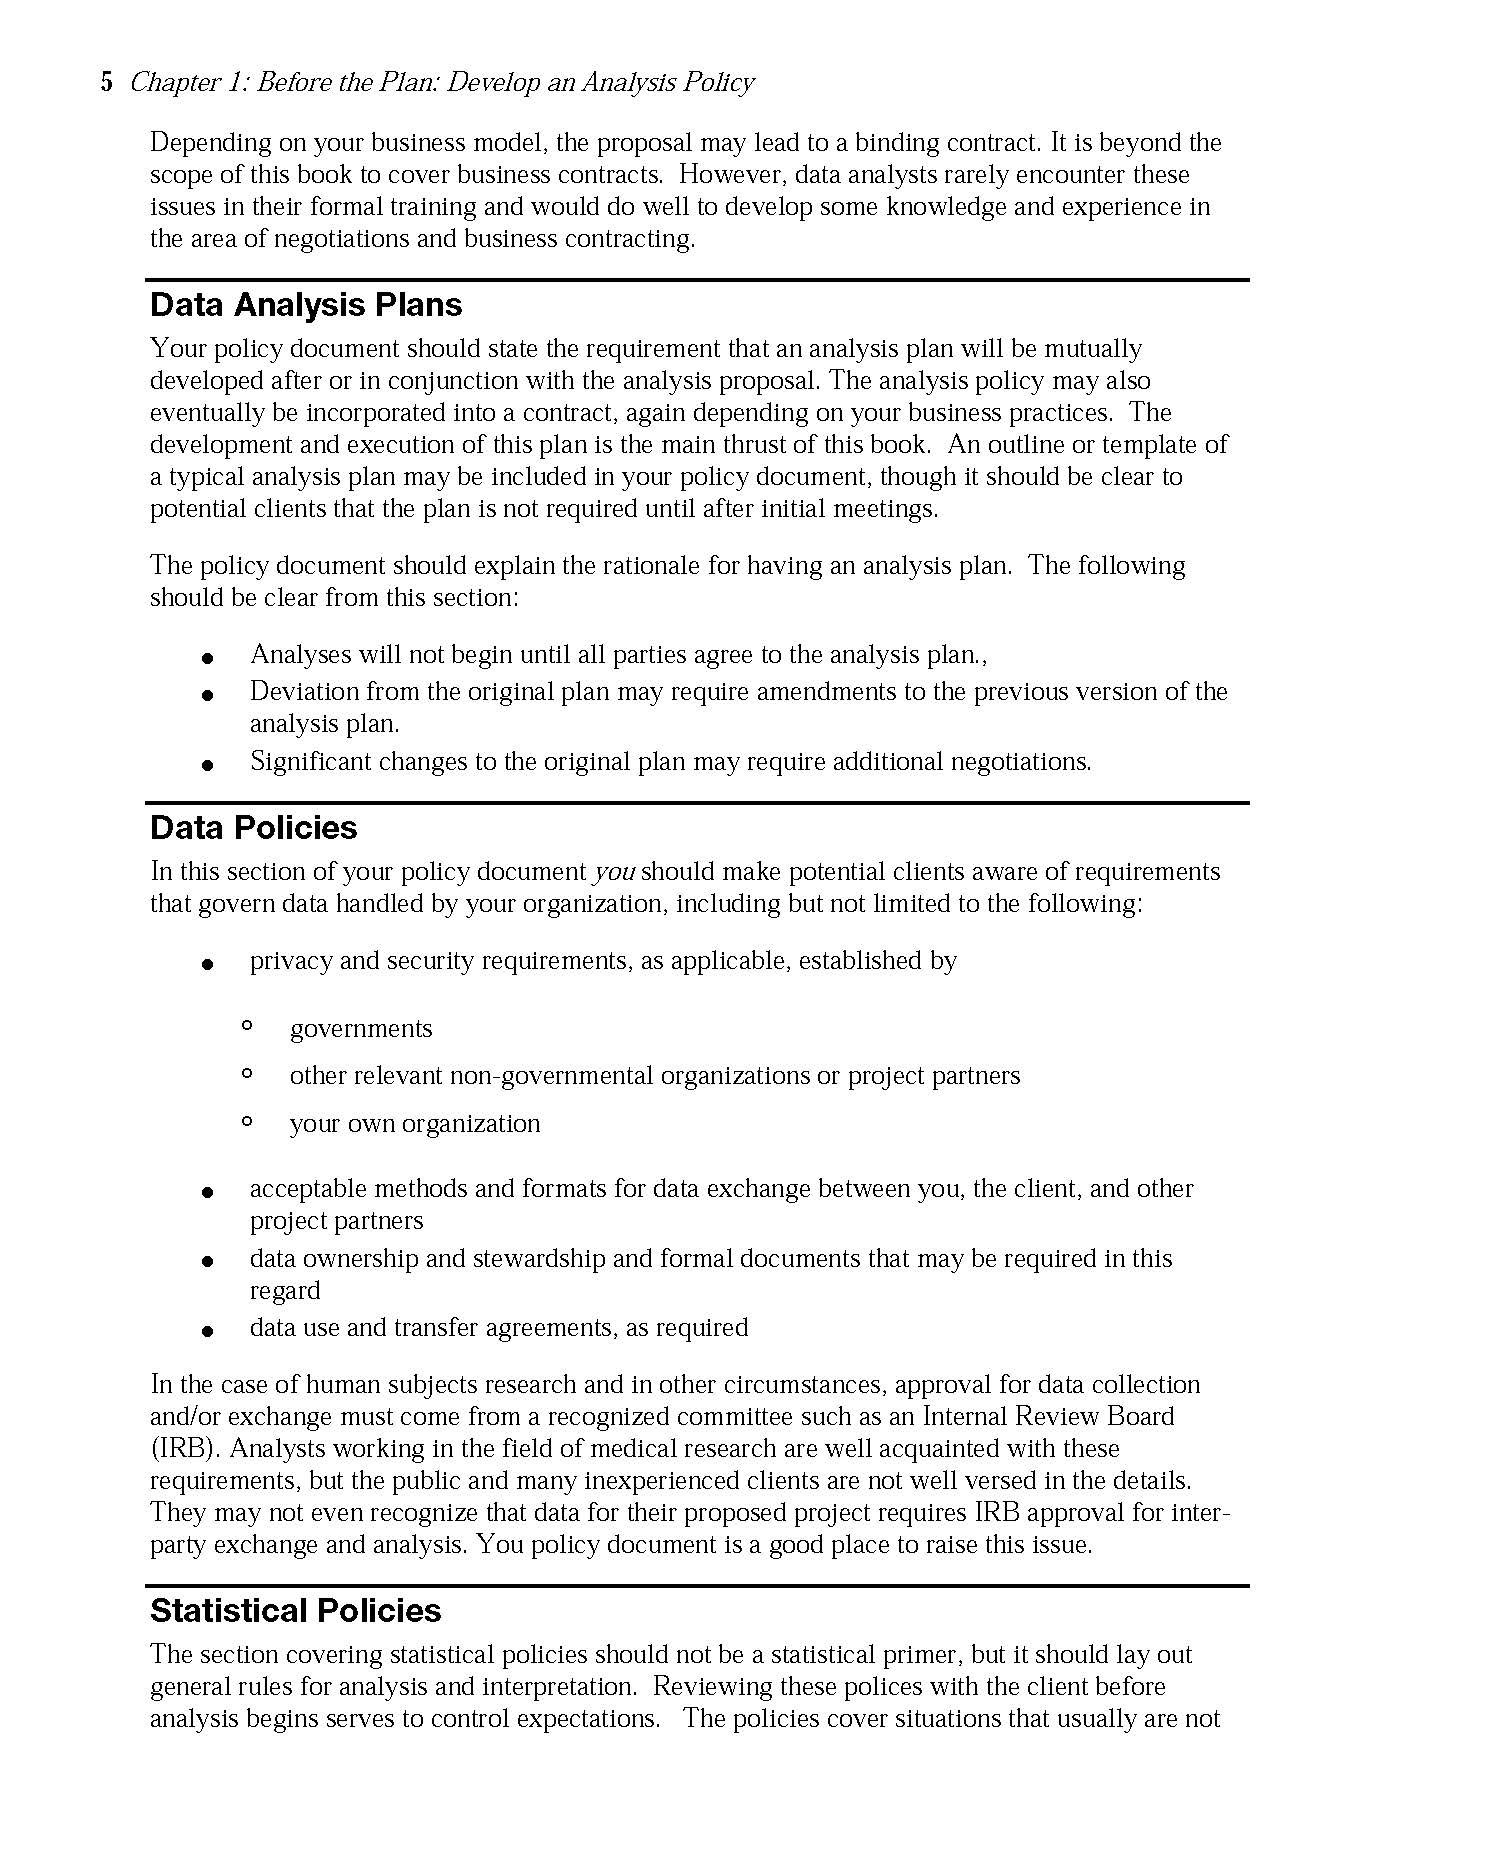 5 Chapter 1: Before the Plan: Develop an Analysis Policy
Depending on your business model, the proposal may lead to a binding contract. It is beyond the
scope of this book to cover business contracts.  However, data analysts rarely encounter these
issues in their formal training and would do well to develop some knowledge and experience in
the area of negotiations and business contracting.
Data Analysis Plans
Your policy document should state the requirement that an analysis plan will be mutually
developed after or in conjunction with the analysis proposal. The analysis policy may also
eventually be incorporated into a contract, again depending on your business practices.  The
development and execution of this plan is the main thrust of this book.  An outline or template of
a typical analysis plan may be included in your policy document, though it should be clear to
potential clients that the plan is not required until after initial meetings.
The policy document should explain the rationale for having an analysis plan.  The following
should be clear from this section:
● Analyses will not begin until all parties agree to the analysis plan.,
● Deviation from the original plan may require amendments to the previous version of the
analysis plan.
● Significant changes to the original plan may require additional negotiations.
Data Policies
In this section of your policy document you should make potential clients aware of requirements
that govern data handled by your organization, including but not limited to the following:
● privacy and security requirements, as applicable, established by
○ governments
○ other relevant non-governmental organizations or project partners
○ your own organization
● acceptable methods and formats for data exchange between you, the client, and other
project partners
● data ownership and stewardship and formal documents that may be required in this
regard
● data use and transfer agreements, as required
In the case of human subjects research and in other circumstances, approval for data collection
and/or exchange must come from a recognized committee such as an Internal Review Board
(IRB). Analysts working in the field of medical research are well acquainted with these
requirements, but the public and many inexperienced clients are not well versed in the details.
They may not even recognize that data for their proposed project requires IRB approval for inter-
party exchange and analysis. You policy document is a good place to raise this issue.
Statistical Policies
The section covering statistical policies should not be a statistical primer, but it should lay out
general rules for analysis and interpretation.  Reviewing these polices with the client before
analysis begins serves to control expectations.   The policies cover situations that usually are not